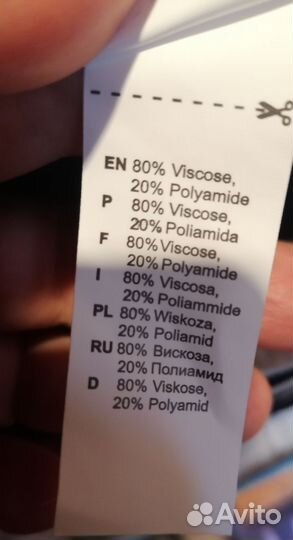 EN 80% Viscose,
20% Polyamide
P 80% Viscose,
20% Poliamida
F 80% Viscose,
20% Polyamide
I 80% Viscosa,
20% Poliammide
PL 80% Wiskoza,
20% Poliamid
RU 80% Вискоза,
20% Полиамид
D 80% Viskose,
20% Polyamid
Avito